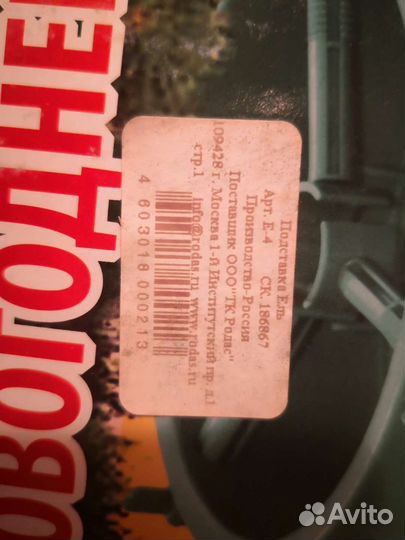 ОВОГОДНЕ
Подставка Ель
Арт. Е-4 СК. 186867
Производство-Россия
Поставщик ООО"ТК Родас"
109428 г. Москва 1-й Институтский пр. д.1
стр.1 info@rodas.ru www.rodas.ru
4 603018 000213
Avito